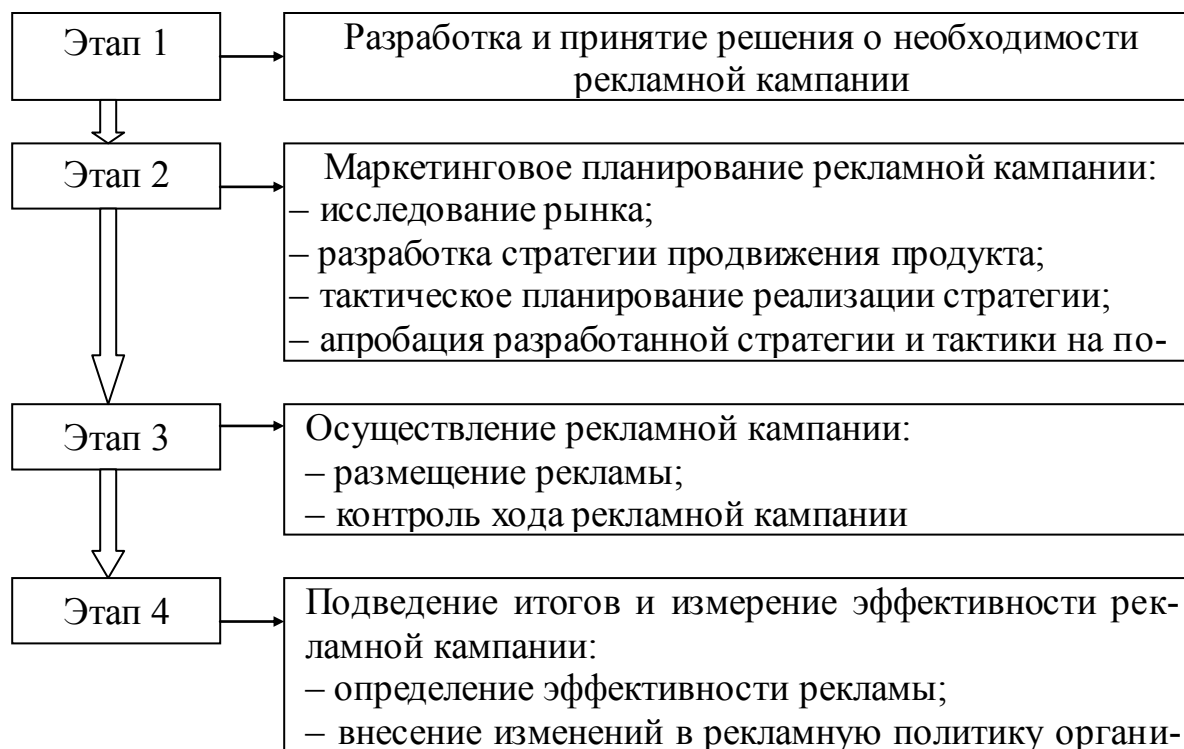 Этап 1
Разработка и принятие решения о необходимости
рекламной кампании
Этап 2
Маркетинговое планирование рекламной кампании:
– исследование рынка;
– разработка стратегии продвижения продукта;
– тактическое планирование реализации стратегии;
– апробация разработанной стратегии и тактики на по-
Этап 3
Осуществление рекламной кампании:
– размещение рекламы;
– контроль хода рекламной кампании
Этап 4
Подведение итогов и измерение эффективности рек-
ламной кампании:
– определение эффективности рекламы;
– внесение изменений в рекламную политику органи-